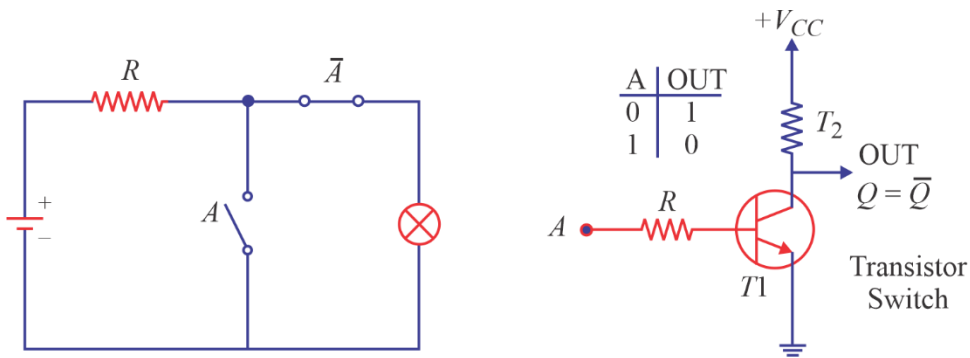 R
Ā
+
−
A
+V_CC
A OUT
0 1
1 0
T_2
OUT
Q = Q̄
A
R
T1
Transistor
Switch